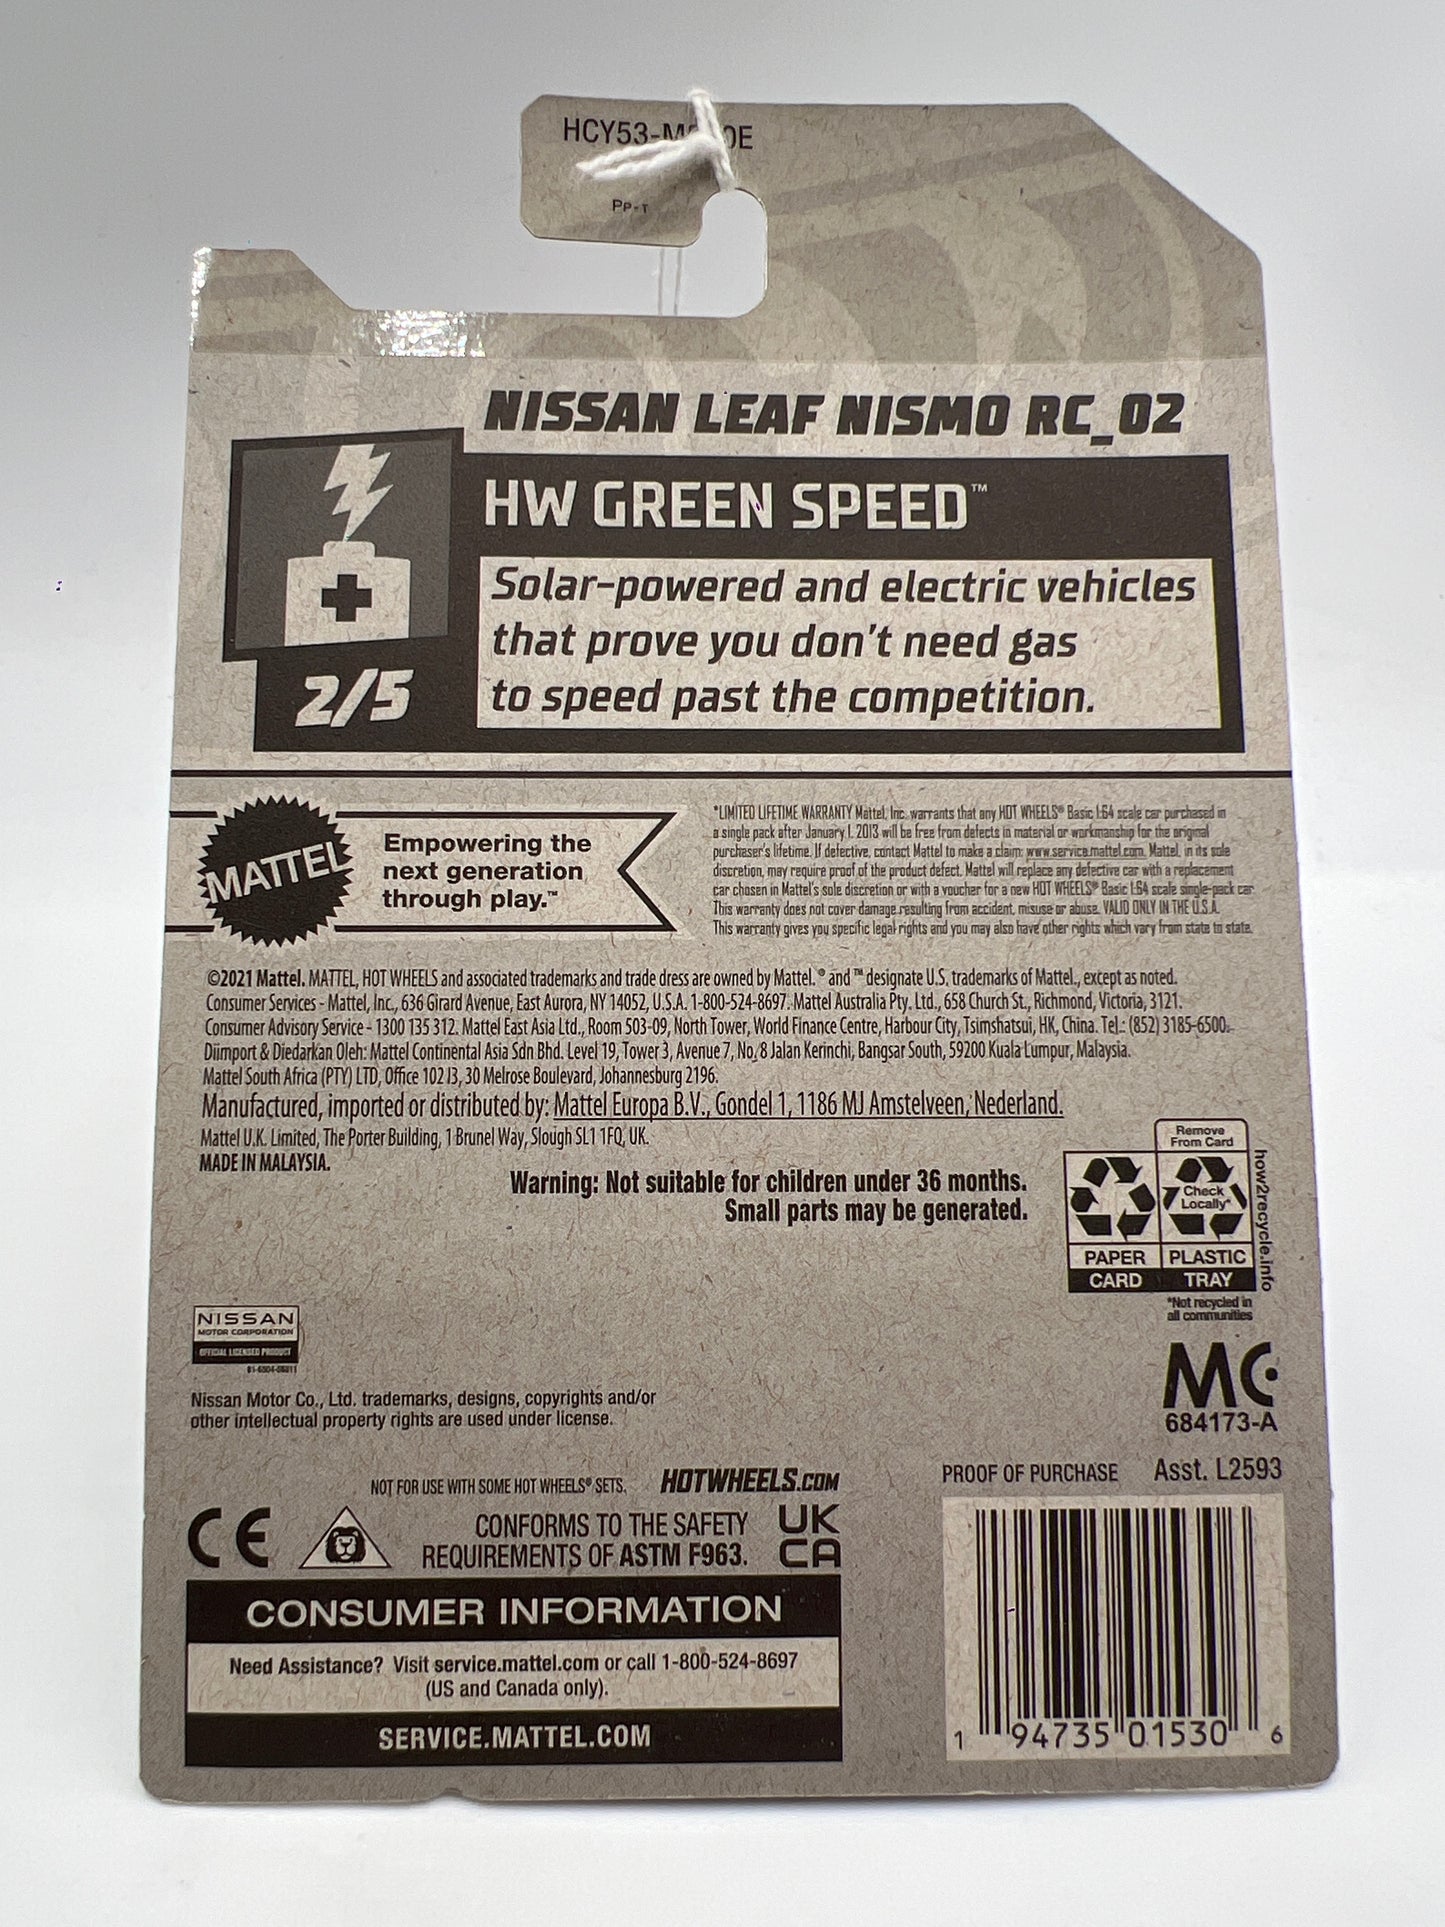 PP-T
NISSAN LEAF NISMO RC_02
HW GREEN SPEED™
Solar-powered and electric vehicles
that prove you don't need gas
to speed past the competition.
2/5
MATTEL
Empowering the
next generation
through play.™
*LIMITED LIFETIME WARRANTY Mattel, Inc. warrants that any HOT WHEELS® Basic 1:64 scale car purchased in
a single pack after January 1, 2013 will be free from defects in material or workmanship for the original
purchaser's lifetime. If defective, contact Mattel to make a claim: www.service.mattel.com. Mattel, in its sole
discretion, may require proof of the product defect. Mattel will replace any defective car with a replacement
car chosen in Mattel's sole discretion or with a voucher for a new HOT WHEELS® Basic 1:64 scale single-pack car.
This warranty does not cover damage resulting from accident, misuse or abuse. VALID ONLY IN THE U.S.A.
This warranty gives you specific legal rights and you may also have other rights which vary from state to state.
©2021 Mattel. MATTEL, HOT WHEELS and associated trademarks and trade dress are owned by Mattel. ® and ™ designate U.S. trademarks of Mattel, except as noted.
Consumer Services - Mattel, Inc., 636 Girard Avenue, East Aurora, NY 14052, U.S.A. 1-800-524-8697. Mattel Australia Pty. Ltd., 658 Church St., Richmond, Victoria, 3121.
Consumer Advisory Service - 1300 135 312. Mattel East Asia Ltd., Room 503-09, North Tower, World Finance Centre, Harbour City, Tsimshatsui, HK, China. Tel.: (852) 3185-6500.
Diimport & Diedarkan Oleh: Mattel Continental Asia Sdn Bhd. Level 19, Tower 3, Avenue 7, No. 8 Jalan Kerinchi, Bangsar South, 59200 Kuala Lumpur, Malaysia.
Mattel South Africa (PTY) LTD, Office 102 I3, 30 Melrose Boulevard, Johannesburg 2196.
Manufactured, imported or distributed by: Mattel Europa B.V., Gondel 1, 1186 MJ Amstelveen, Nederland.
Mattel U.K. Limited, The Porter Building, 1 Brunel Way, Slough SL1 1FQ, UK.
MADE IN MALAYSIA.
Warning: Not suitable for children under 36 months.
Small parts may be generated.
Remove
From Card
Check
Locally*
PAPER
CARD
PLASTIC
TRAY
how2recycle.info
*Not recycled in
all communities
NISSAN
MOTOR CORPORATION
OFFICIAL LICENSED PRODUCT
Nissan Motor Co., Ltd. trademarks, designs, copyrights and/or
other intellectual property rights are used under license.
MC
684173-A
NOT FOR USE WITH SOME HOT WHEELS® SETS.
HOTWHEELS.COM
PROOF OF PURCHASE
Asst. L2593
CE
CONFORMS TO THE SAFETY
REQUIREMENTS OF ASTM F963.
UK
CA
CONSUMER INFORMATION
Need Assistance? Visit service.mattel.com or call 1-800-524-8697
(US and Canada only).
SERVICE.MATTEL.COM
1 94735 01530 6